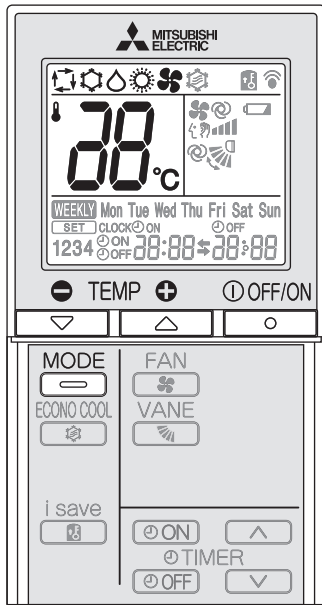 MITSUBISHI
ELECTRIC
88°C
WEEKLY Mon Tue Wed Thu Fri Sat Sun
SET CLOCK ON OFF
1234 ON OFF 88:88 88:88
TEMP OFF/ON
MODE FAN
ECONO COOL VANE
i save
ON
TIMER
OFF